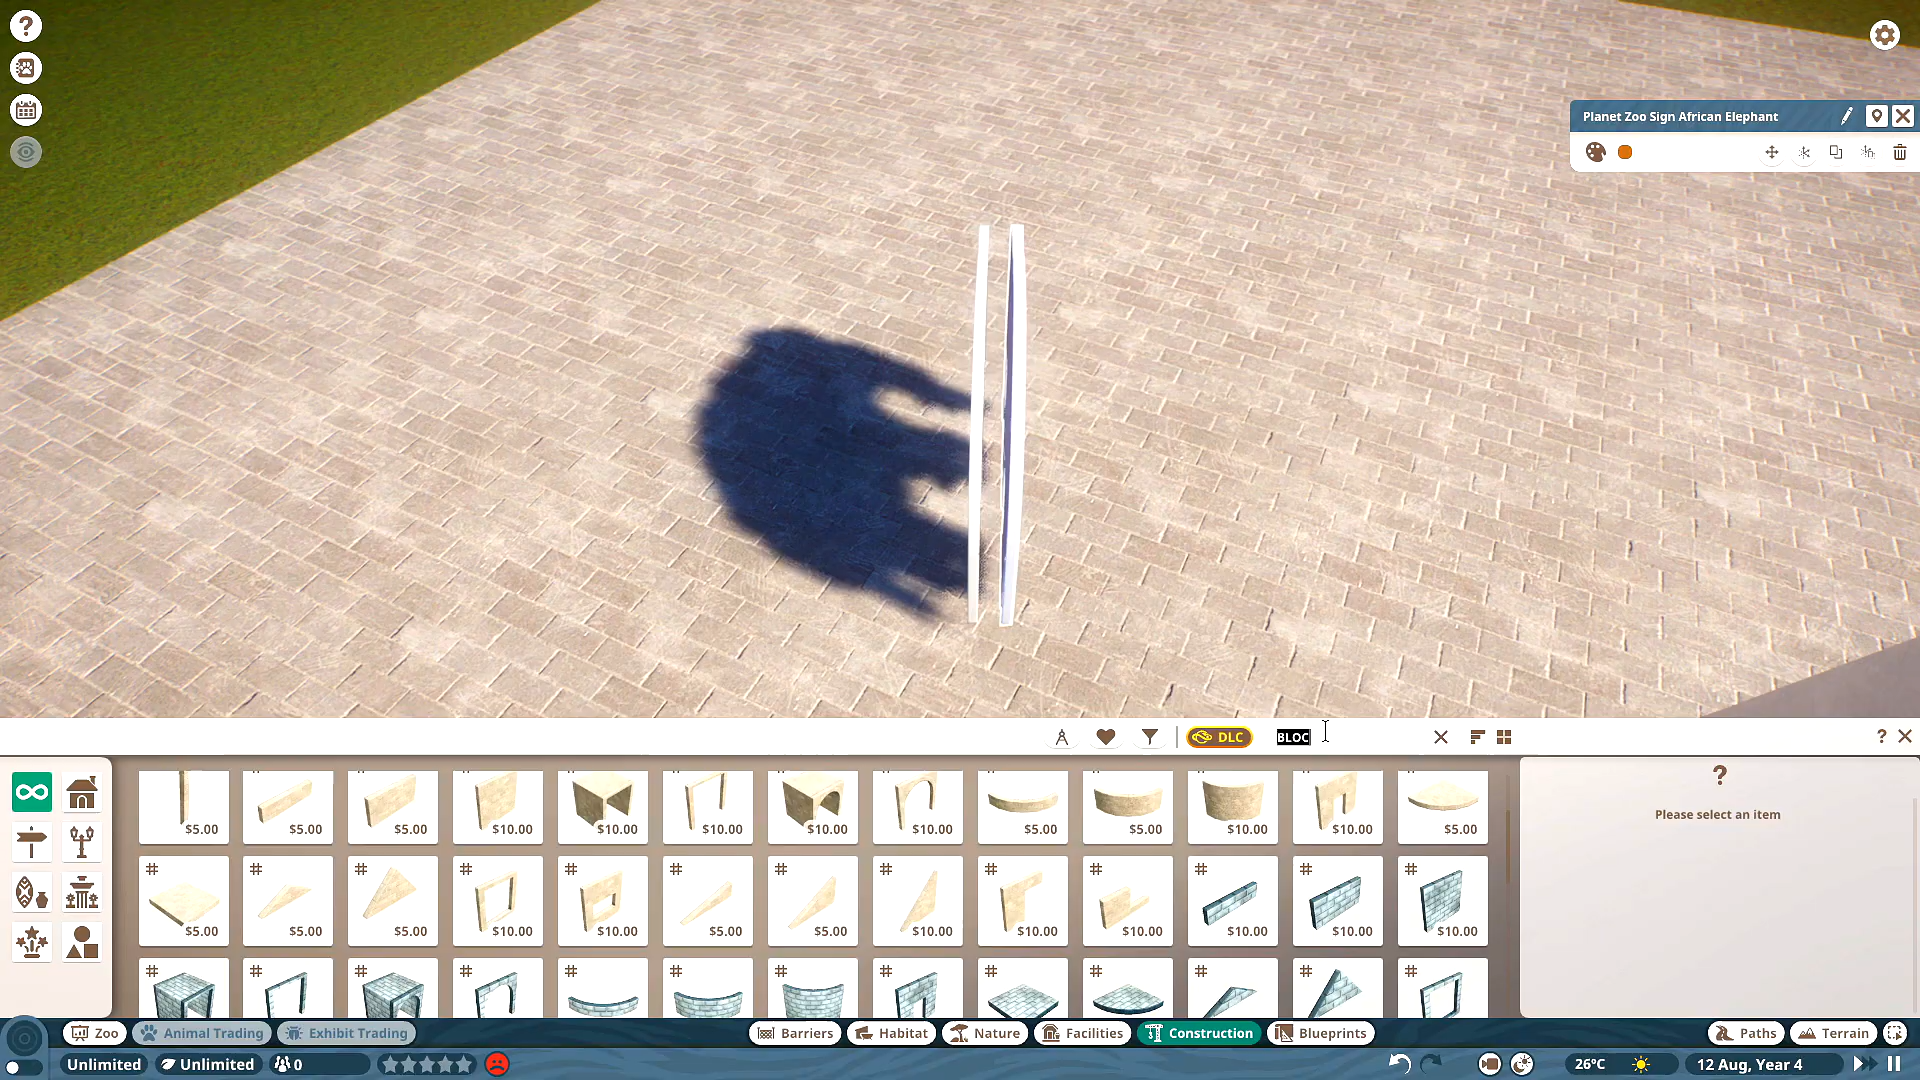 Planet Zoo Sign African Elephant
DLC
BLOC
$5.00 $5.00 $5.00 $10.00 $10.00 $10.00 $10.00 $10.00 $5.00 $5.00 $10.00 $10.00 $5.00
$5.00 $5.00 $5.00 $10.00 $10.00 $5.00 $5.00 $10.00 $10.00 $10.00 $10.00 $10.00 $10.00
?
Please select an item
Zoo Animal Trading Exhibit Trading Barriers Habitat Nature Facilities Construction Blueprints Paths Terrain
Unlimited Unlimited 0 26°C 12 Aug, Year 4